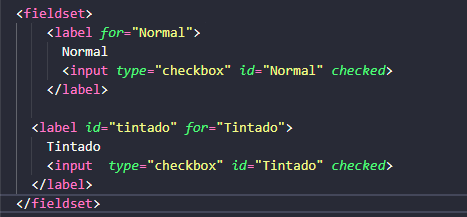 <fieldset>
<label for="Normal">
Normal
<input type="checkbox" id="Normal" checked>
</label>
<label id="tintado" for="Tintado">
Tintado
<input  type="checkbox" id="Tintado" checked>
</label>
</fieldset>